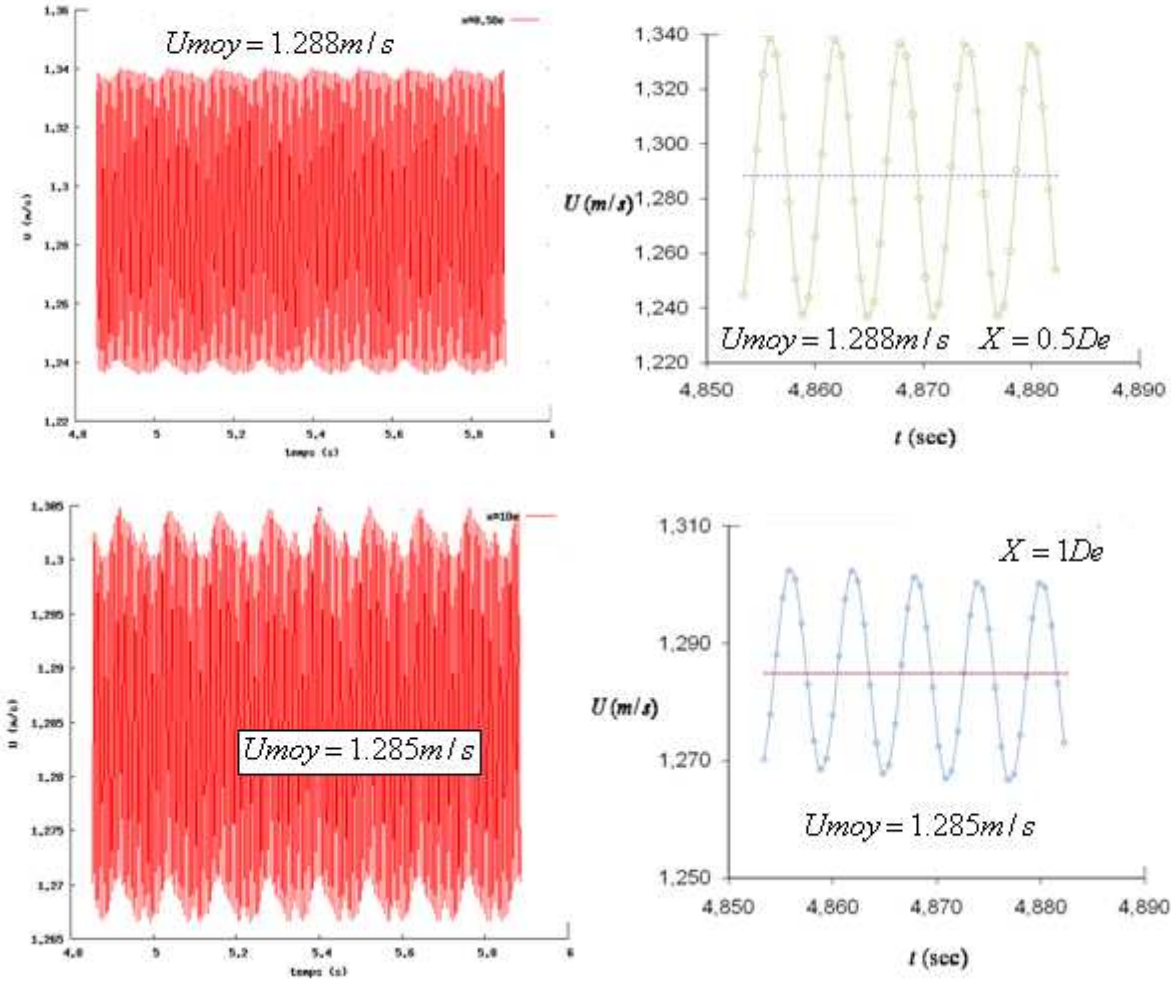 1,36
1,34
1,32
1,3
1,28
1,26
1,24
1,22
U (m/s)
x=0,5De
Umoy = 1.288m/s
4,8
5
5,2
5,4
5,6
5,8
6
temps (s)
1,340
1,320
1,300
1,280
1,260
1,240
1,220
U (m/s)
Umoy = 1.288m/s X = 0.5De
4,850 4,860 4,870 4,880 4,890
t (sec)
1,305
1,3
1,295
1,29
1,285
1,28
1,275
1,27
1,265
U (m/s)
x=1De
Umoy = 1.285m/s
4,8
5
5,2
5,4
5,6
5,8
6
temps (s)
1,310
1,290
1,270
1,250
U (m/s)
X = 1De
Umoy = 1.285m/s
4,850 4,860 4,870 4,880 4,890
t (sec)